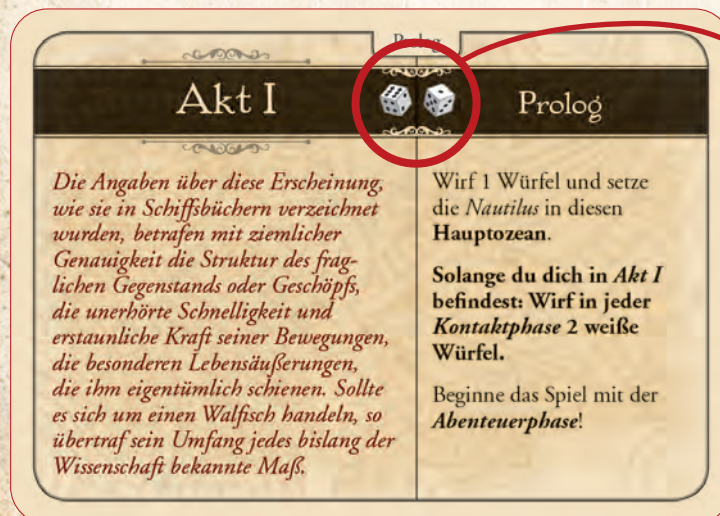 Prolog
Akt I
Prolog
Die Angaben über diese Erscheinung,
wie sie in Schiffsbüchern verzeichnet
wurden, betrafen mit ziemlicher
Genauigkeit die Struktur des frag-
lichen Gegenstands oder Geschöpfs,
die unerhörte Schnelligkeit und
erstaunliche Kraft seiner Bewegungen,
die besonderen Lebensäußerungen,
die ihm eigentümlich schienen. Sollte
es sich um einen Walfisch handeln, so
übertraf sein Umfang jedes bislang der
Wissenschaft bekannte Maß.
Wirf 1 Würfel und setze
die Nautilus in diesen
Hauptozean.
Solange du dich in Akt I
befindest: Wirf in jeder
Kontaktphase 2 weiße
Würfel.
Beginne das Spiel mit der
Abenteuerphase!